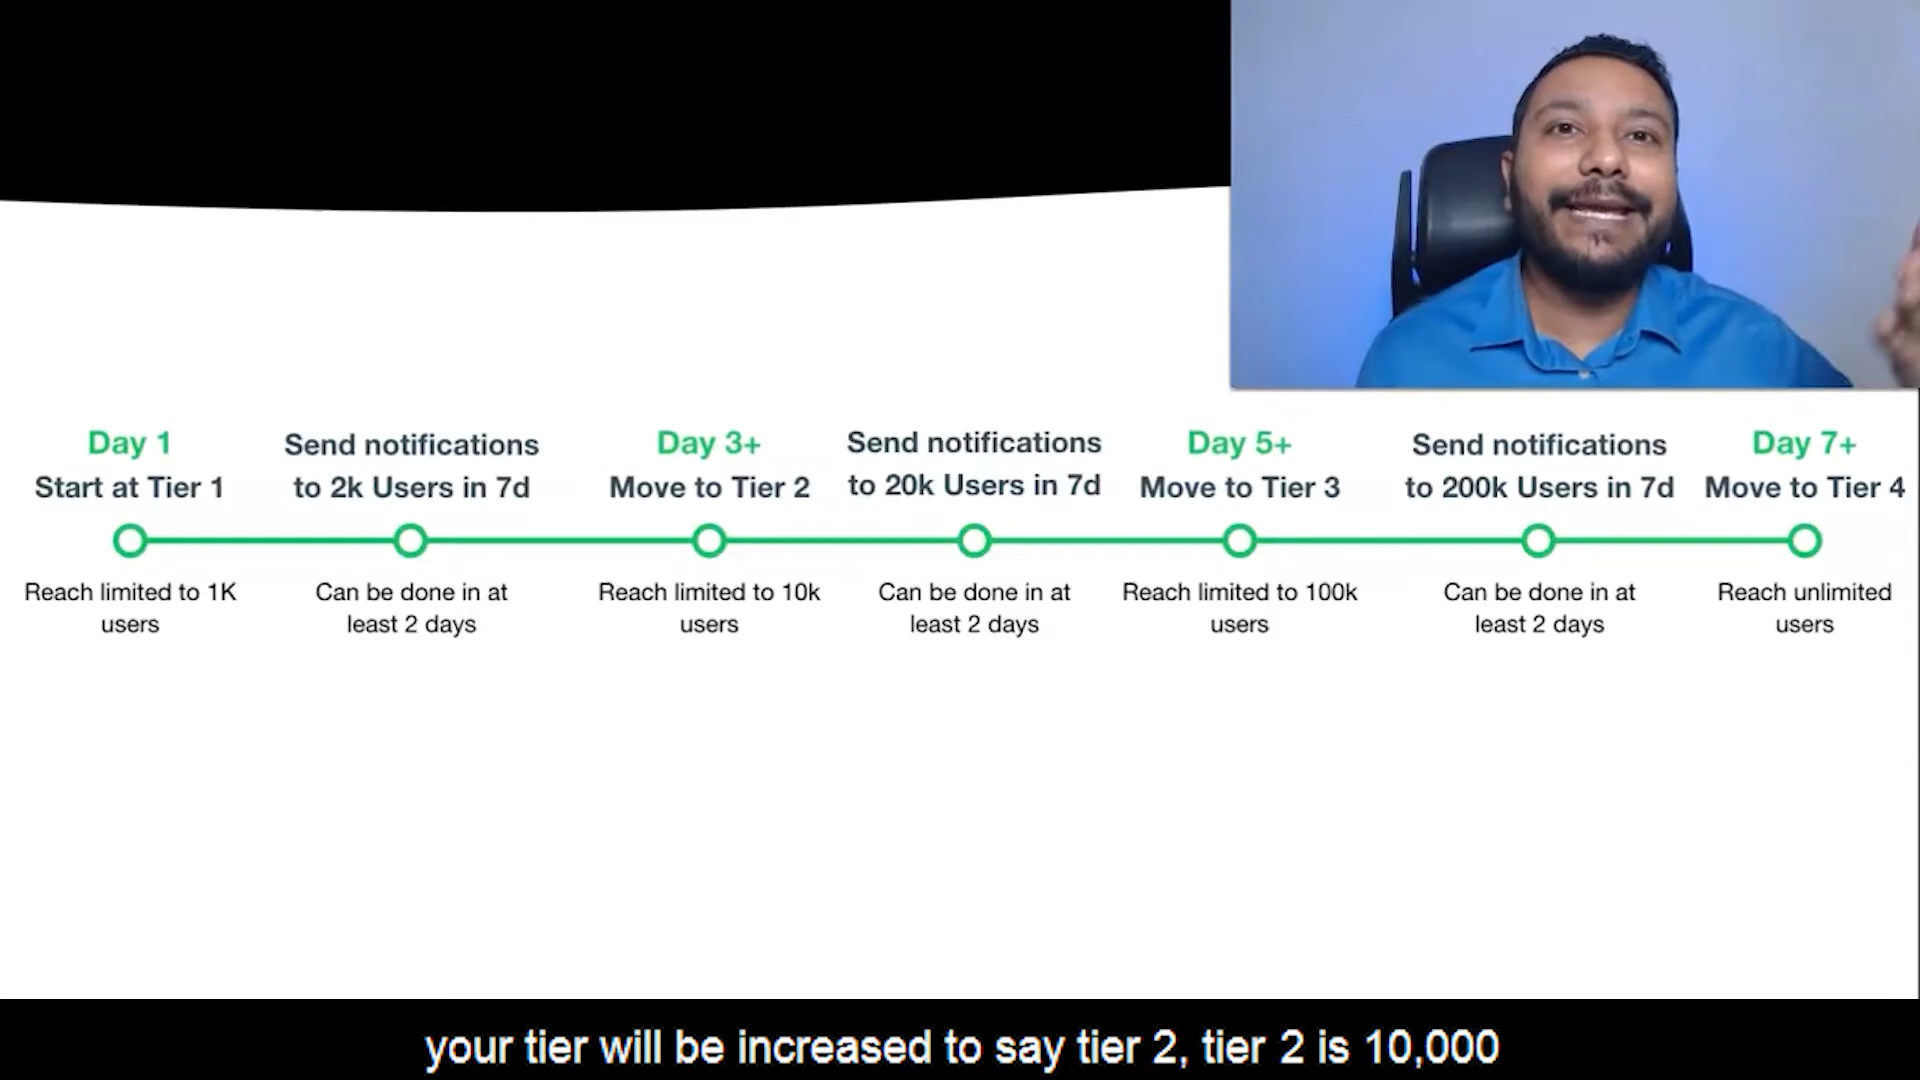 Day 1
Start at Tier 1
Reach limited to 1K
users
Send notifications
to 2k Users in 7d
Can be done in at
least 2 days
Day 3+
Move to Tier 2
Reach limited to 10k
users
Send notifications
to 20k Users in 7d
Can be done in at
least 2 days
Day 5+
Move to Tier 3
Reach limited to 100k
users
Send notifications
to 200k Users in 7d
Can be done in at
least 2 days
Day 7+
Move to Tier 4
Reach unlimited
users
your tier will be increased to say tier 2, tier 2 is 10,000